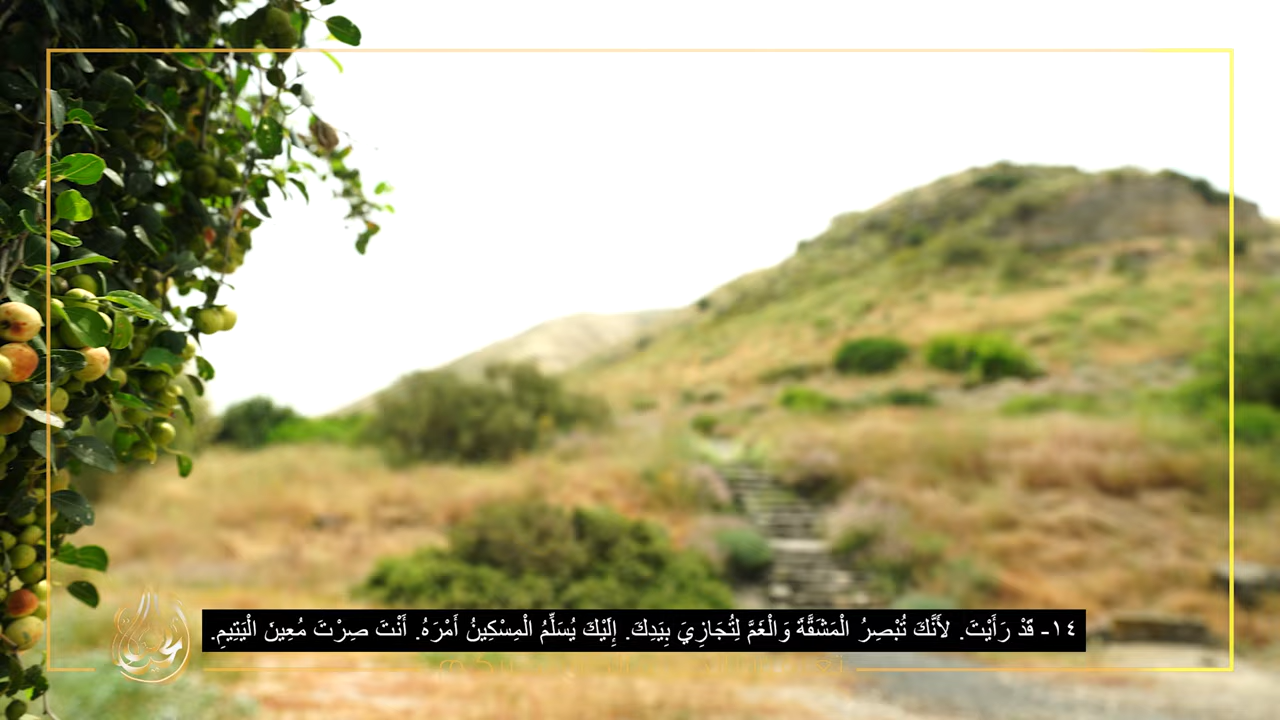 ١٤- قَدْ رَأَيْتَ. لأَنَّكَ تُبْصِرُ الْمَشَقَّةَ وَالْغَمَّ لِتُجَازِيَ بِيَدِكَ. إِلَيْكَ يُسَلِّمُ الْمِسْكِينُ أَمْرَهُ. أَنْتَ صِرْتَ مُعِينَ الْيَتِيمِ.